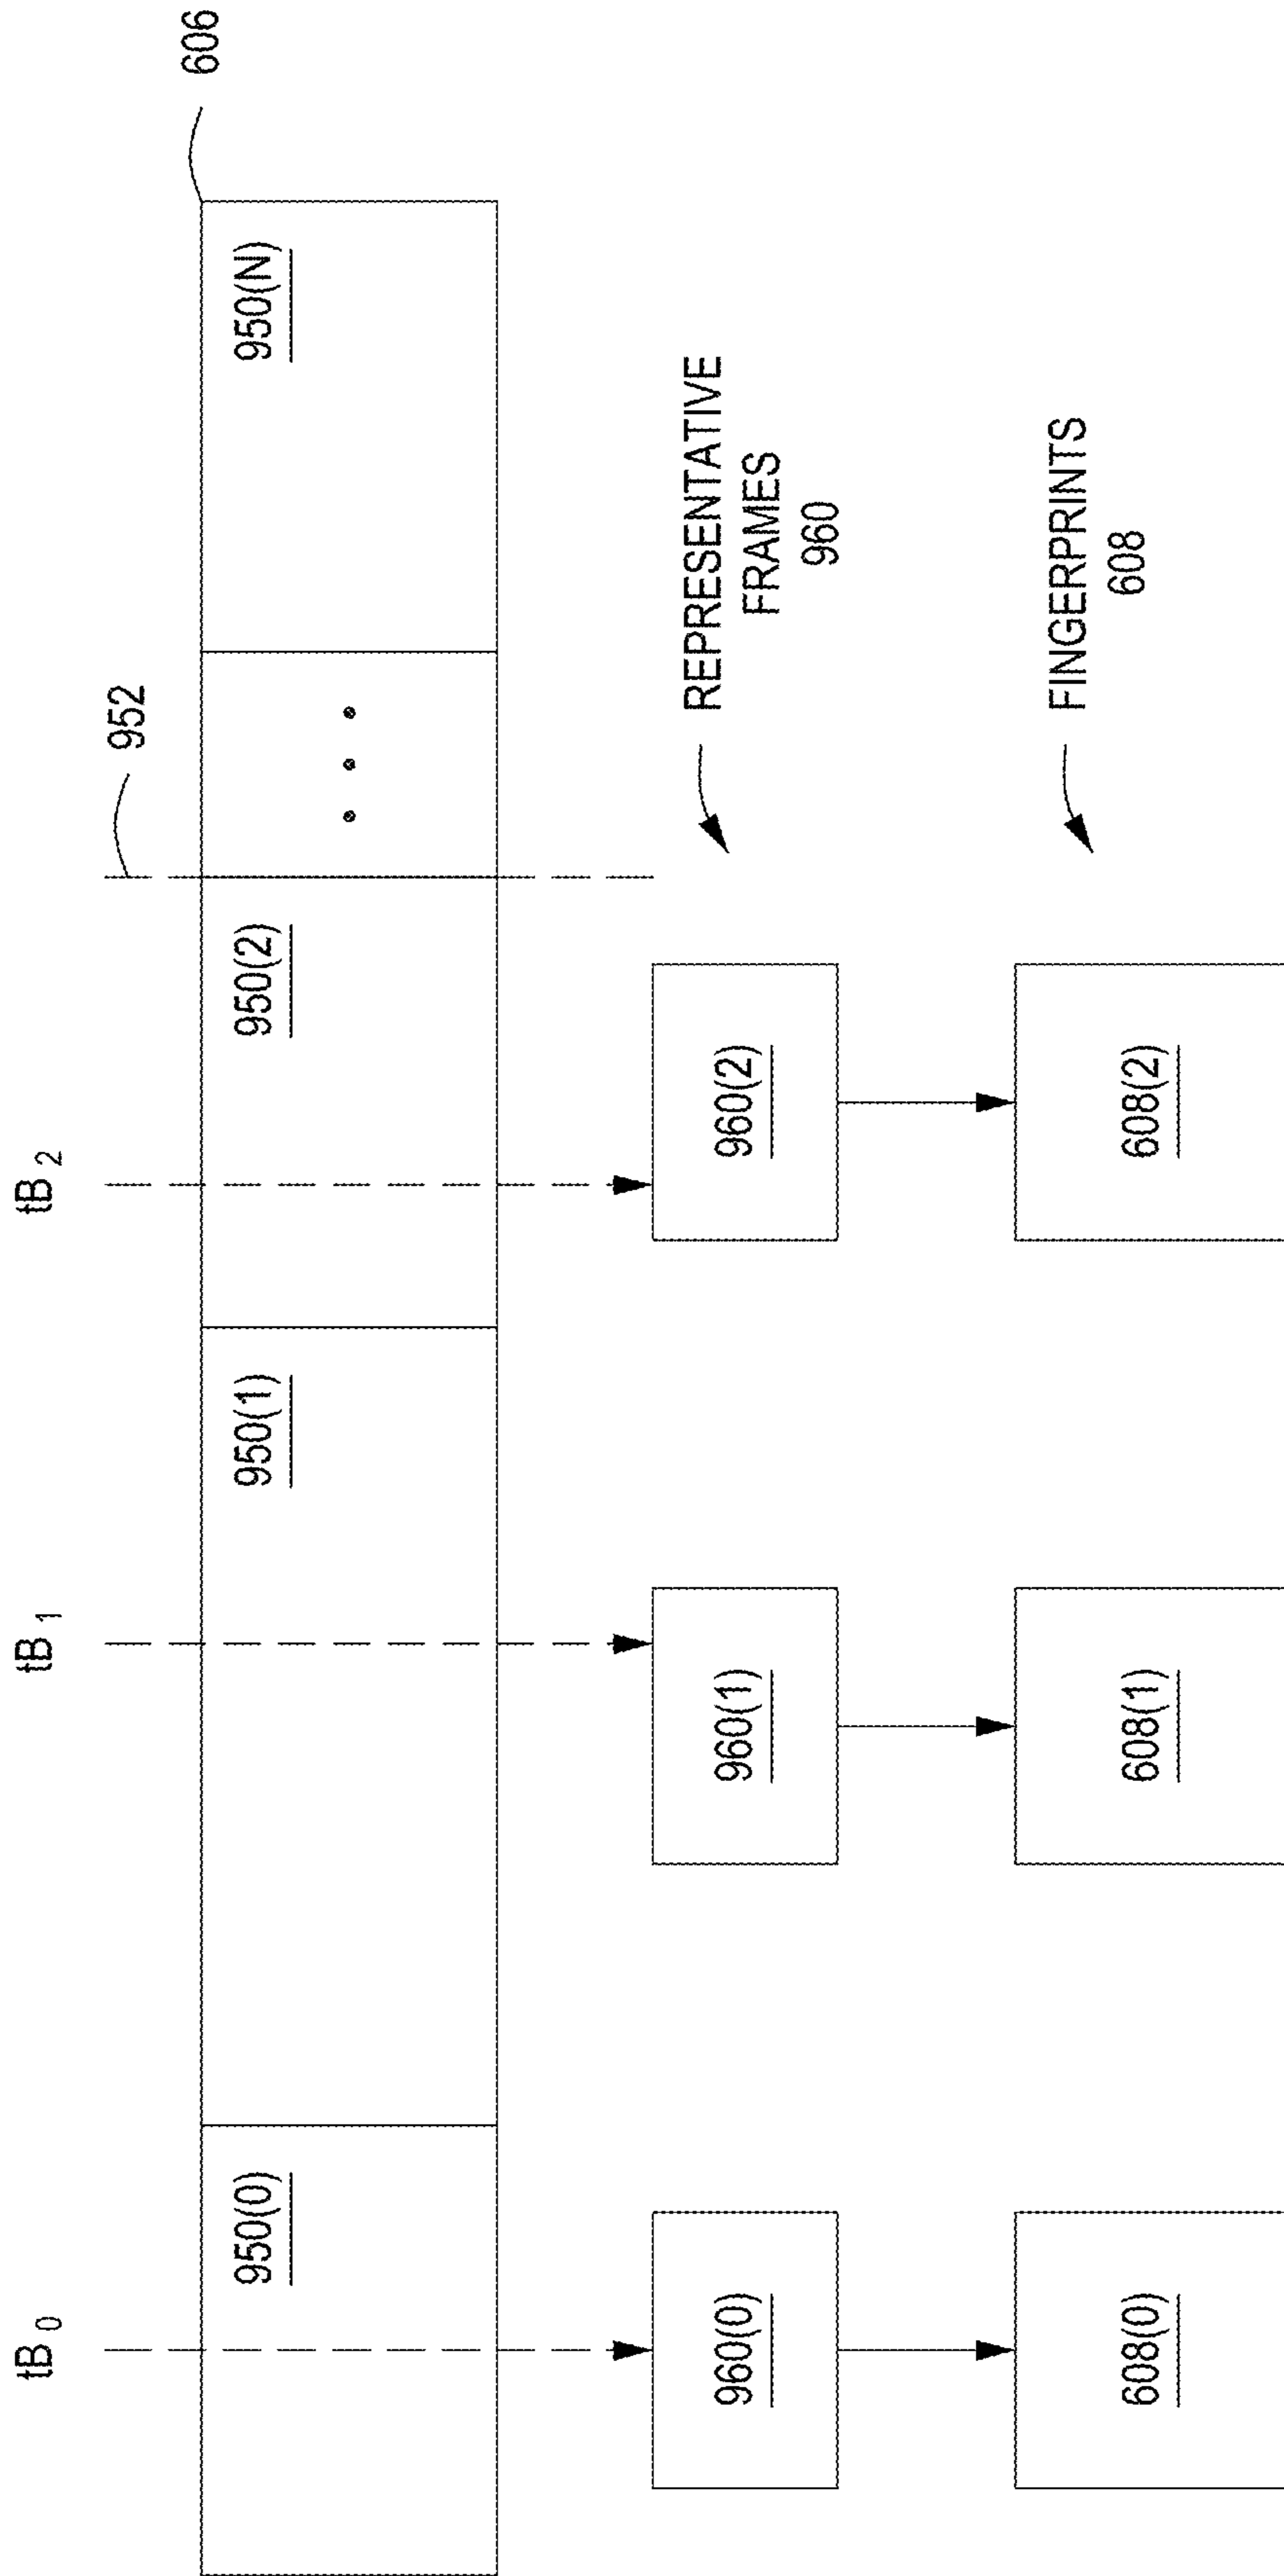 tB0
tB1
tB2
952
606
950(0)
950(1)
950(2)
950(N)
960(0)
960(1)
960(2)
REPRESENTATIVE
FRAMES
960
608(0)
608(1)
608(2)
FINGERPRINTS
608